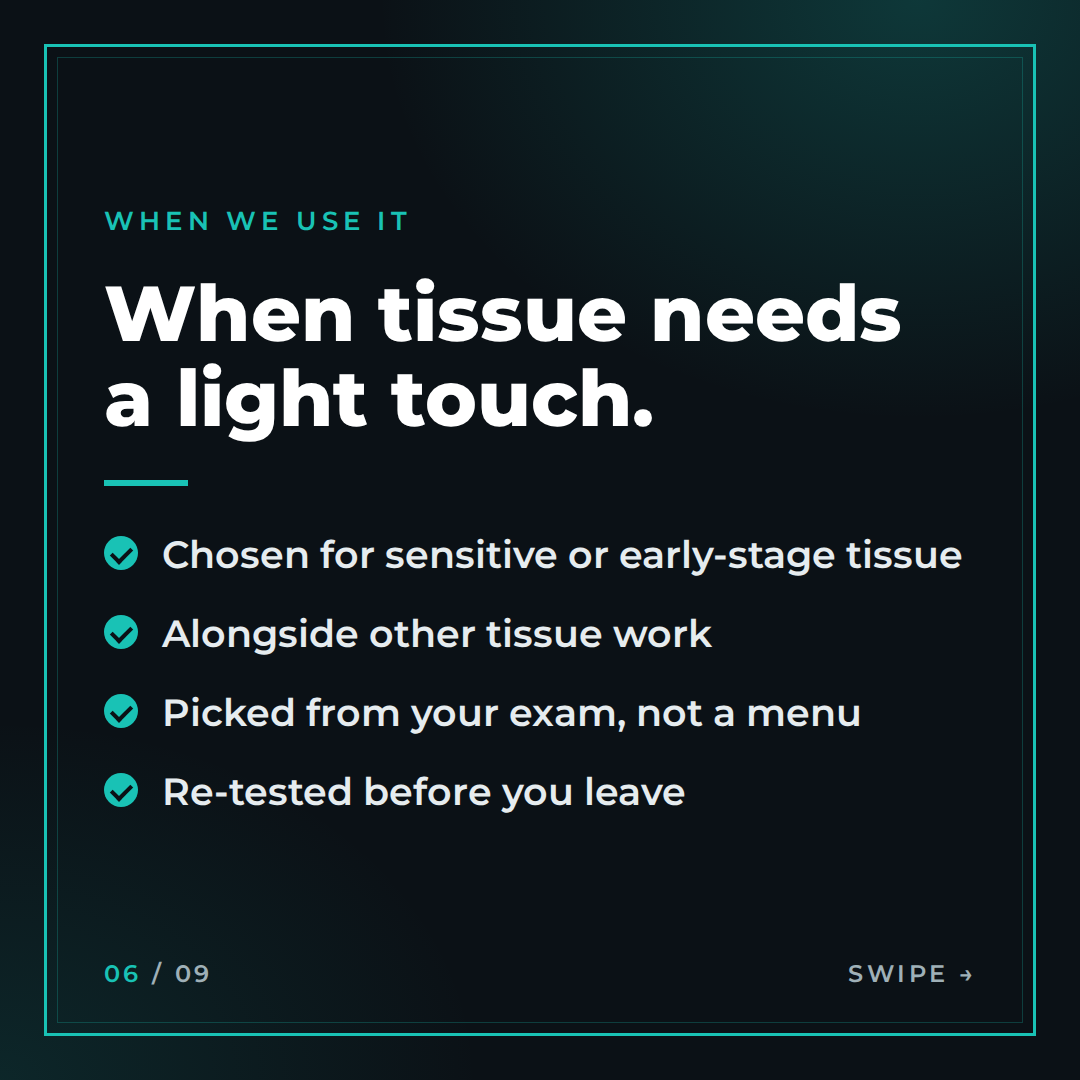 WHEN WE USE IT
When tissue needs
a light touch.
Chosen for sensitive or early-stage tissue
Alongside other tissue work
Picked from your exam, not a menu
Re-tested before you leave
06 / 09
SWIPE →